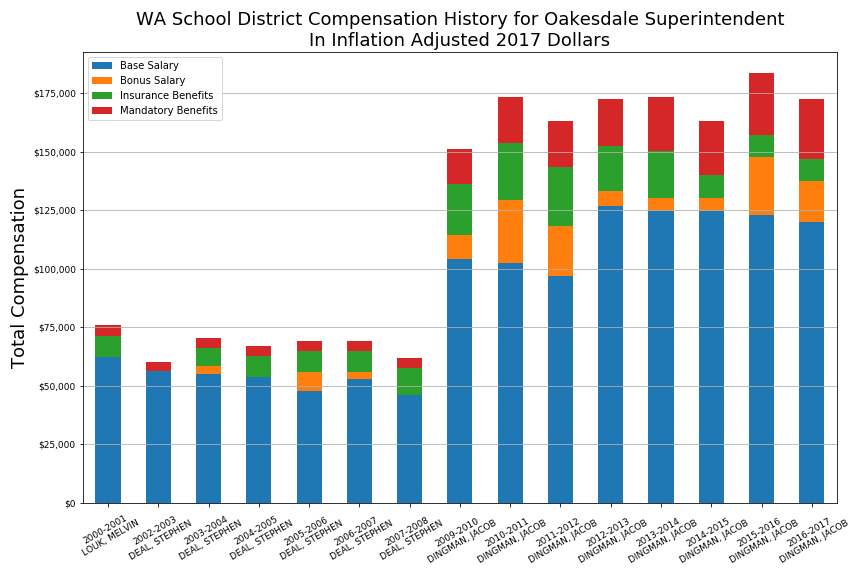 WA School District Compensation History for Oakesdale Superintendent
In Inflation Adjusted 2017 Dollars
Base Salary
Bonus Salary
Insurance Benefits
Mandatory Benefits
Total Compensation
$175,000
$150,000
$125,000
$100,000
$75,000
$50,000
$25,000
$0
2000-2001
LOUK, MELVIN
2002-2003
DEAL, STEPHEN
2003-2004
DEAL, STEPHEN
2004-2005
DEAL, STEPHEN
2005-2006
DEAL, STEPHEN
2006-2007
DEAL, STEPHEN
2007-2008
DEAL, STEPHEN
2009-2010
DINGMAN, JACOB
2010-2011
DINGMAN, JACOB
2011-2012
DINGMAN, JACOB
2012-2013
DINGMAN, JACOB
2013-2014
DINGMAN, JACOB
2014-2015
DINGMAN, JACOB
2015-2016
DINGMAN, JACOB
2016-2017
DINGMAN, JACOB